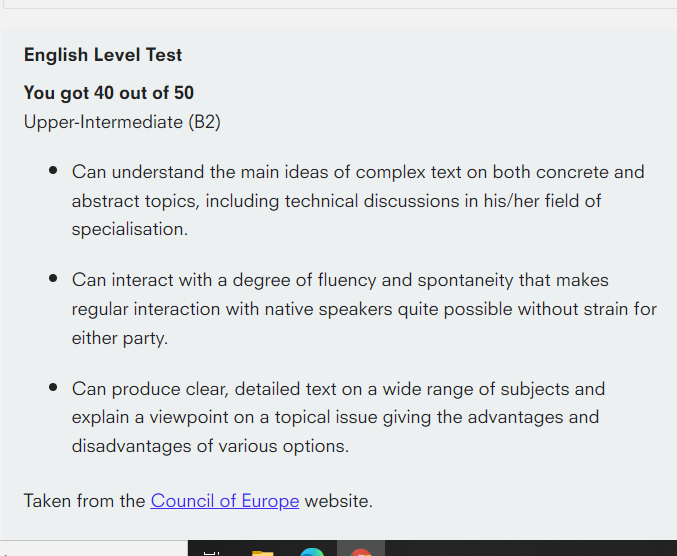 English Level Test
You got 40 out of 50
Upper-Intermediate (B2)
• Can understand the main ideas of complex text on both concrete and
abstract topics, including technical discussions in his/her field of
specialisation.
• Can interact with a degree of fluency and spontaneity that makes
regular interaction with native speakers quite possible without strain for
either party.
• Can produce clear, detailed text on a wide range of subjects and
explain a viewpoint on a topical issue giving the advantages and
disadvantages of various options.
Taken from the Council of Europe website.